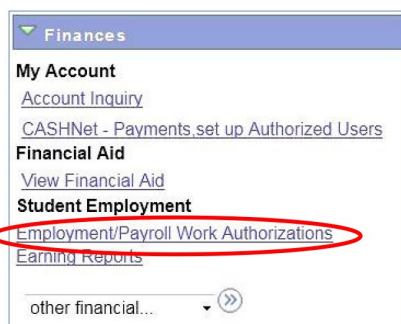 Finances
My Account
Account Inquiry
CASHNet - Payments,set up Authorized Users
Financial Aid
View Financial Aid
Student Employment
Employment/Payroll Work Authorizations
Earning Reports
other financial...